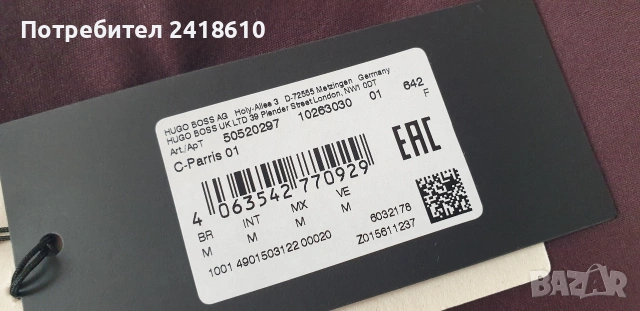 Потребител 2418610
HUGO BOSS AG Holy-Allee 3 D-72555 Metzingen Germany
HUGO BOSS UK LTD 39 Plender Street London, NW1 0DT
Art./АрТ 50520297 10263030 01 642
C-Parris 01 F
EAC
4 063542 770929
BR INT MX VE
M M M M
6032178
1001 4901503122 00020 Z015611237
BAZAR